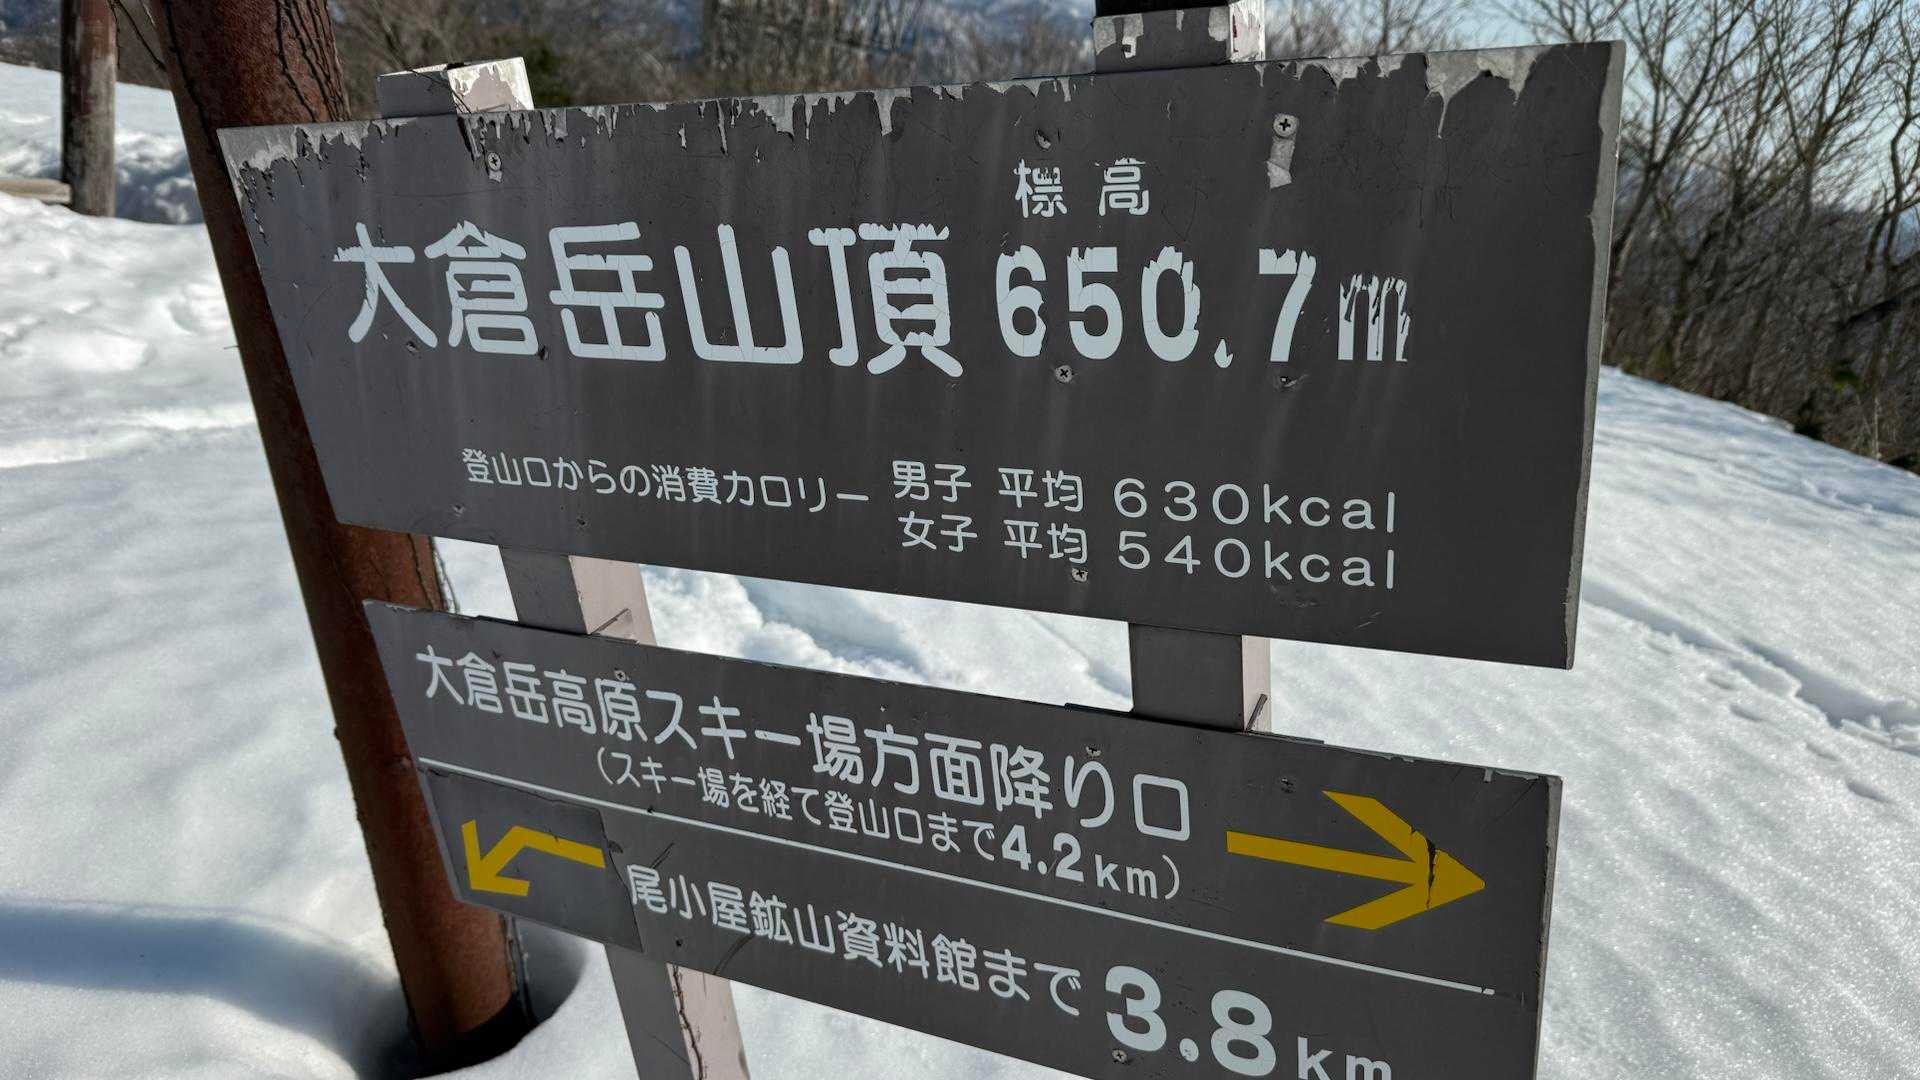 標高
大倉岳山頂 650.7m
登山口からの消費カロリー 男子 平均 630kcal
女子 平均 540kcal
大倉岳高原スキー場方面降り口
(スキー場を経て登山口まで4.2km)
尾小屋鉱山資料館まで3.8km